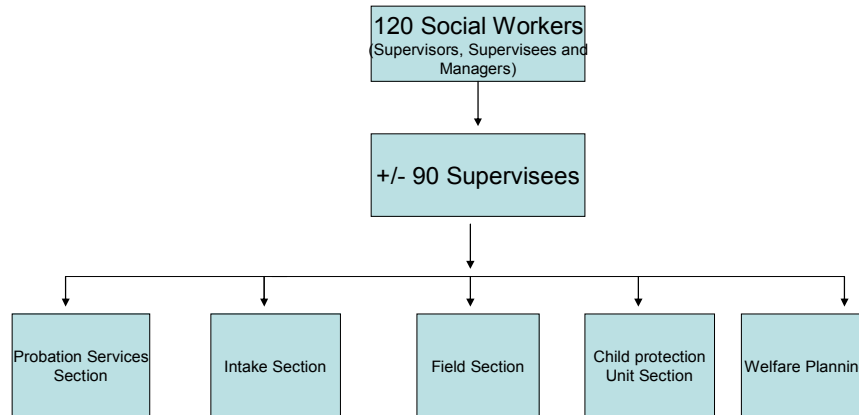 120 Social Workers
(Supervisors, Supervisees and
Managers)
+/- 90 Supervisees
Probation Services
Section
Intake Section
Field Section
Child protection
Unit Section
Welfare Planning